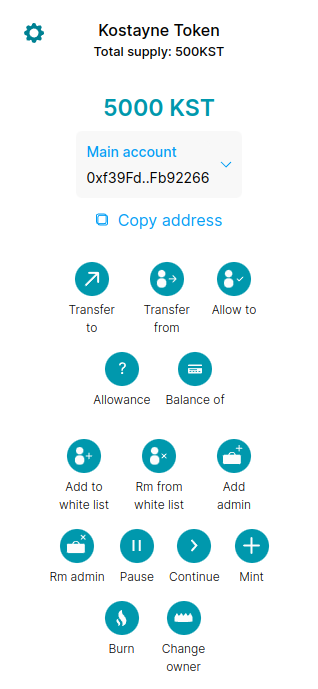 Kostayne Token
Total supply: 500KST
5000 KST
Main account
0xf39Fd..Fb92266
Copy address
Transfer to
Transfer from
Allow to
?
Allowance
Balance of
Add to white list
Rm from white list
Add admin
Rm admin
Pause
Continue
Mint
Burn
Change owner